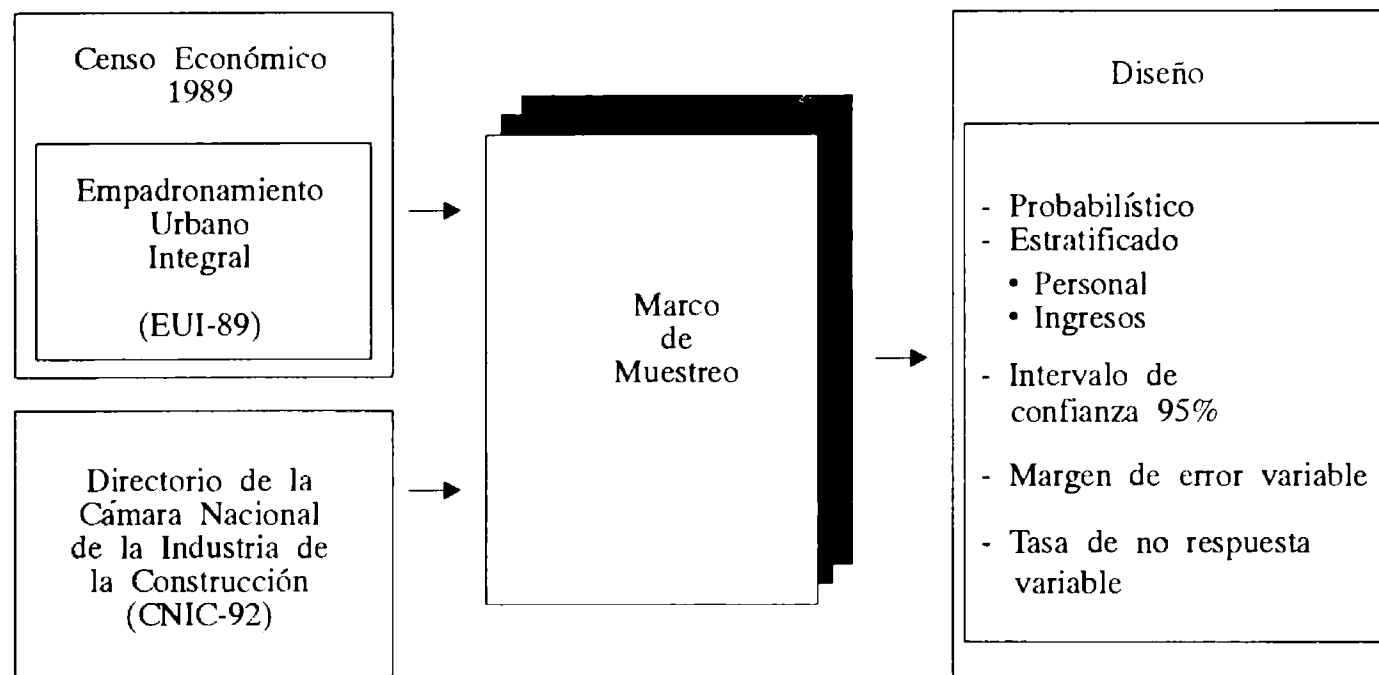 Censo Económico
1989
Empadronamiento
Urbano
Integral
(EUI-89)
Directorio de la
Cámara Nacional
de la Industria de
la Construcción
(CNIC-92)
Marco
de
Muestreo
Diseño
- Probabilístico
- Estratificado
• Personal
• Ingresos
- Intervalo de
confianza 95%
- Margen de error variable
- Tasa de no respuesta
variable